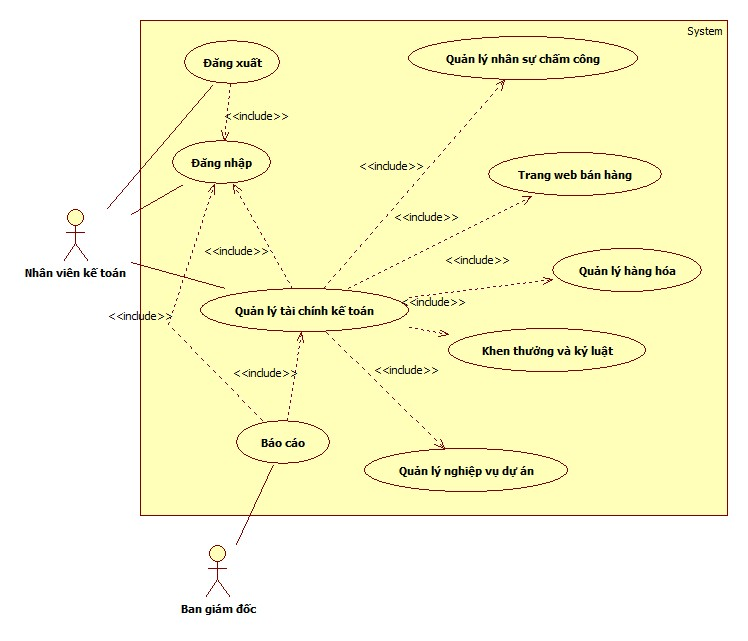 System
Đăng xuất
Quản lý nhân sự chấm công
<<include>>
Đăng nhập
<<include>>
Trang web bán hàng
<<include>>
<<include>>
<<include>>
Nhân viên kế toán
Quản lý hàng hóa
<<include>>
Quản lý tài chính kế toán
<<include>>
Khen thưởng và kỷ luật
<<include>>
<<include>>
Báo cáo
Quản lý nghiệp vụ dự án
Ban giám đốc